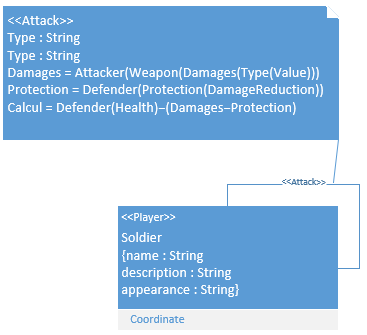 <<Attack>>
Type : String
Type : String
Damages = Attacker(Weapon(Damages(Type(Value)))
Protection = Defender(Protection(DamageReduction))
Calcul = Defender(Health)–(Damages–Protection)
<<Attack>>
<<Player>>
Soldier
{name : String
description : String
appearance : String}
Coordinate